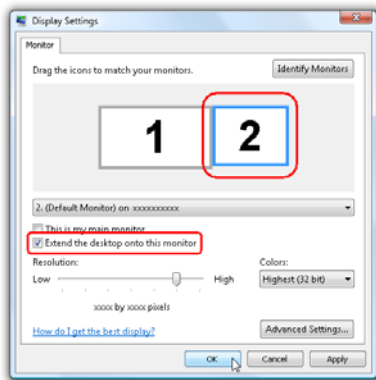 Display Settings
Monitor
Drag the icons to match your monitors.
Identify Monitors
1
2
2. (Default Monitor) on xxxxxxxxxx
This is my main monitor
Extend the desktop onto this monitor
Resolution:
Colors:
Low
High
Highest (32 bit)
xxxx by xxxx pixels
How do I get the best display?
Advanced Settings...
OK
Cancel
Apply